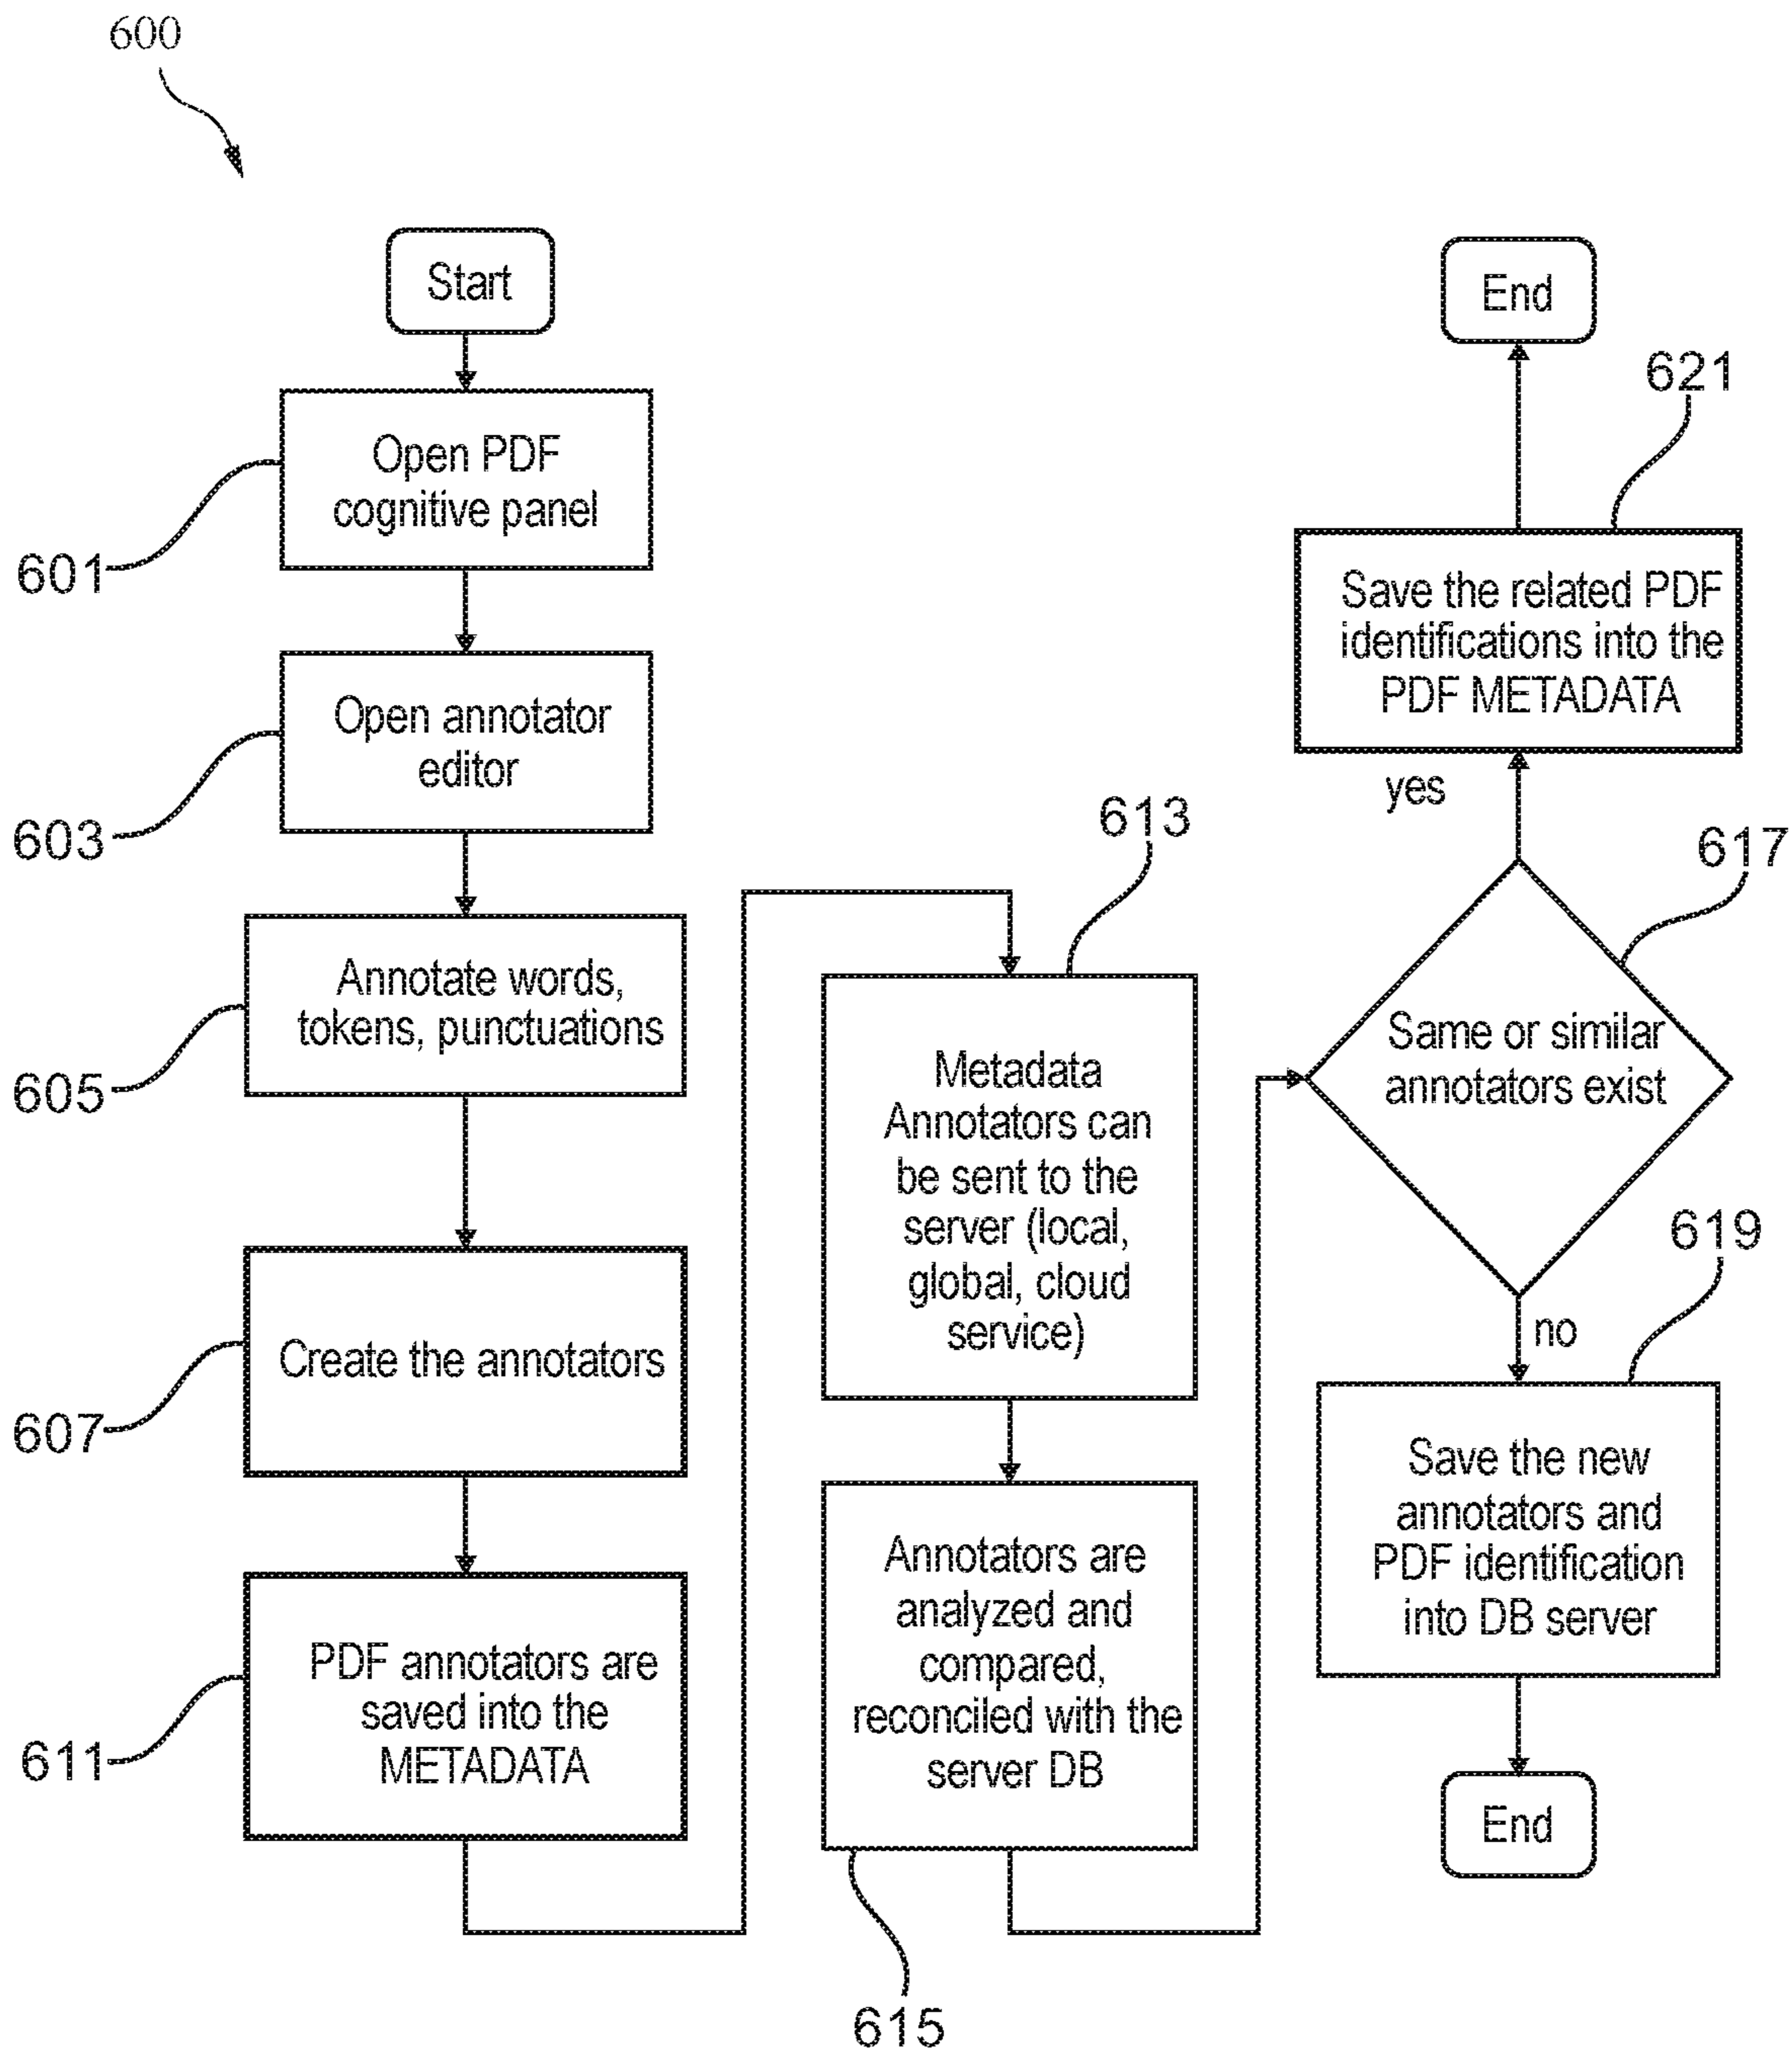 600
Start
Open PDF
cognitive panel
601
Open annotator
editor
603
Annotate words,
tokens, punctuations
605
Create the annotators
607
PDF annotators are
saved into the
METADATA
611
613
Metadata
Annotators can
be sent to the
server (local,
global, cloud
service)
Annotators are
analyzed and
compared,
reconciled with the
server DB
615
617
Same or similar
annotators exist
yes
621
Save the related PDF
identifications into the
PDF METADATA
End
no
619
Save the new
annotators and
PDF identification
into DB server
End